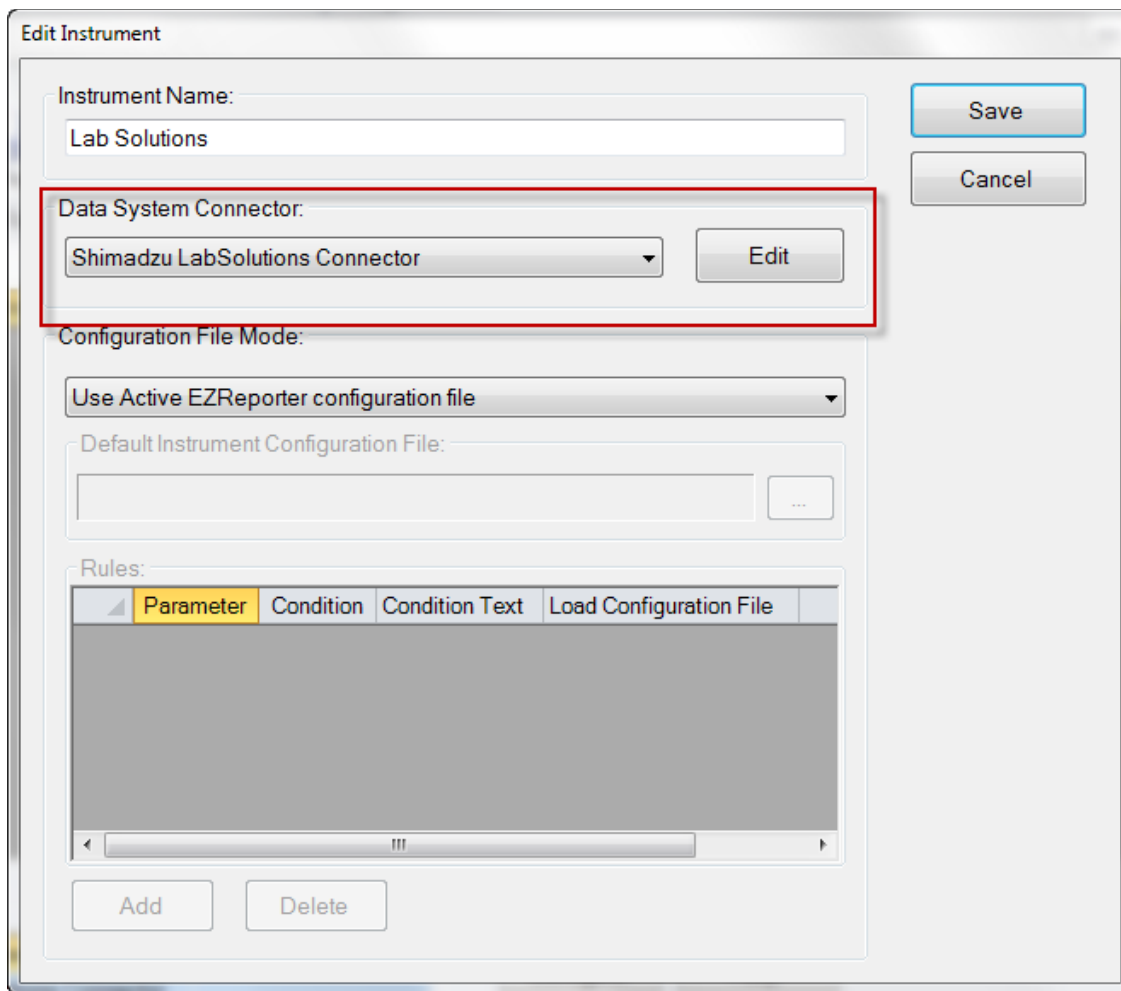 Edit Instrument
Instrument Name:
Save
Lab Solutions
Cancel
Data System Connector:
Shimadzu LabSolutions Connector
Edit
Configuration File Mode:
Use Active EZReporter configuration file
Default Instrument Configuration File:
...
Rules:
Parameter Condition Condition Text Load Configuration File
Add Delete